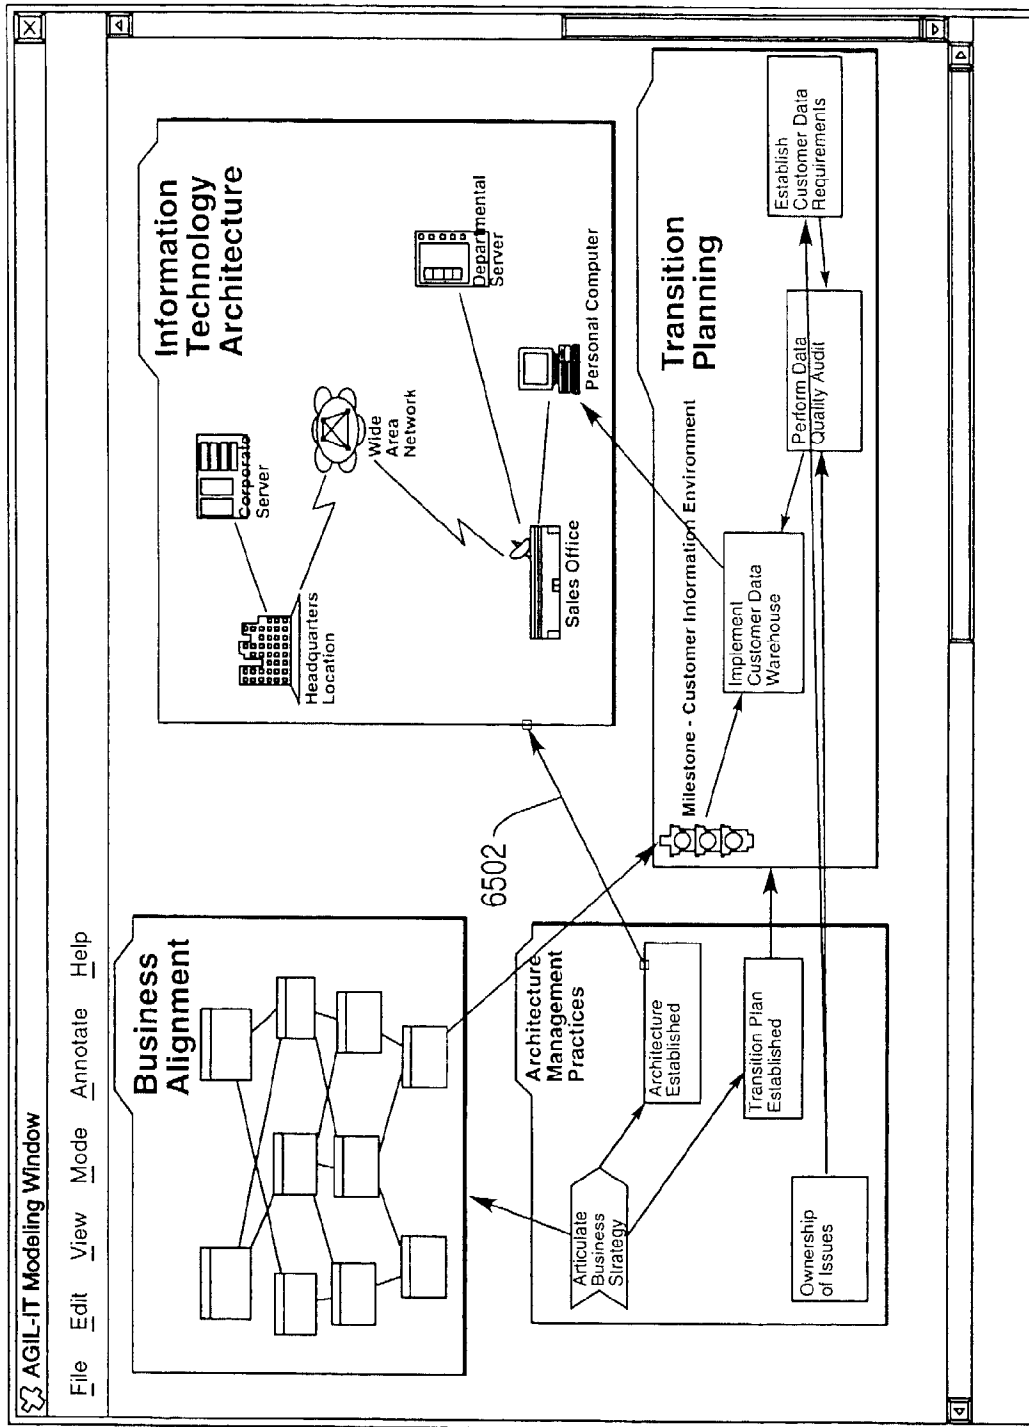 AGIL-IT Modeling Window
File Edit View Mode Annotate Help
Business
Alignment
Information
Technology
Architecture
Corporate
Server
Headquarters
Location
Wide
Area
Network
Departmental
Server
Sales Office
Personal Computer
6502
Architecture
Management
Practices
Articulate
Business
Strategy
Architecture
Established
Transition Plan
Established
Ownership
of Issues
Transition
Planning
Milestone - Customer Information Environment
Implement
Customer Data
Warehouse
Perform Data
Quality Audit
Establish
Customer Data
Requirements